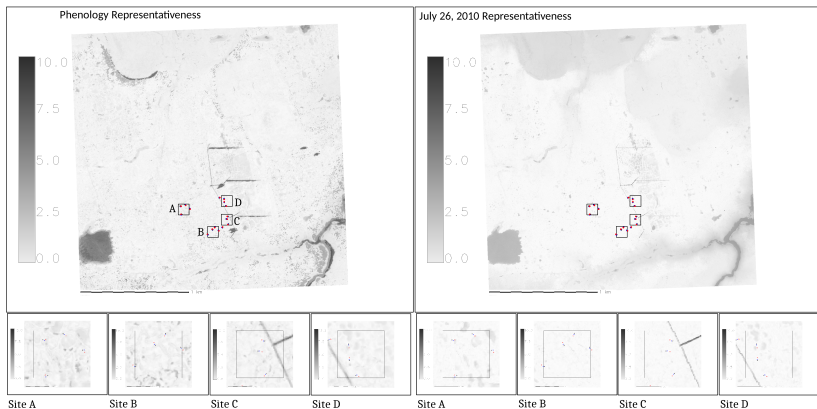 Phenology Representativeness
July 26, 2010 Representativeness
10.0
7.5
5.0
2.5
0.0
A
D
C
B
10.0
7.5
5.0
2.5
0.0
Site A
Site B
Site C
Site D
Site A
Site B
Site C
Site D